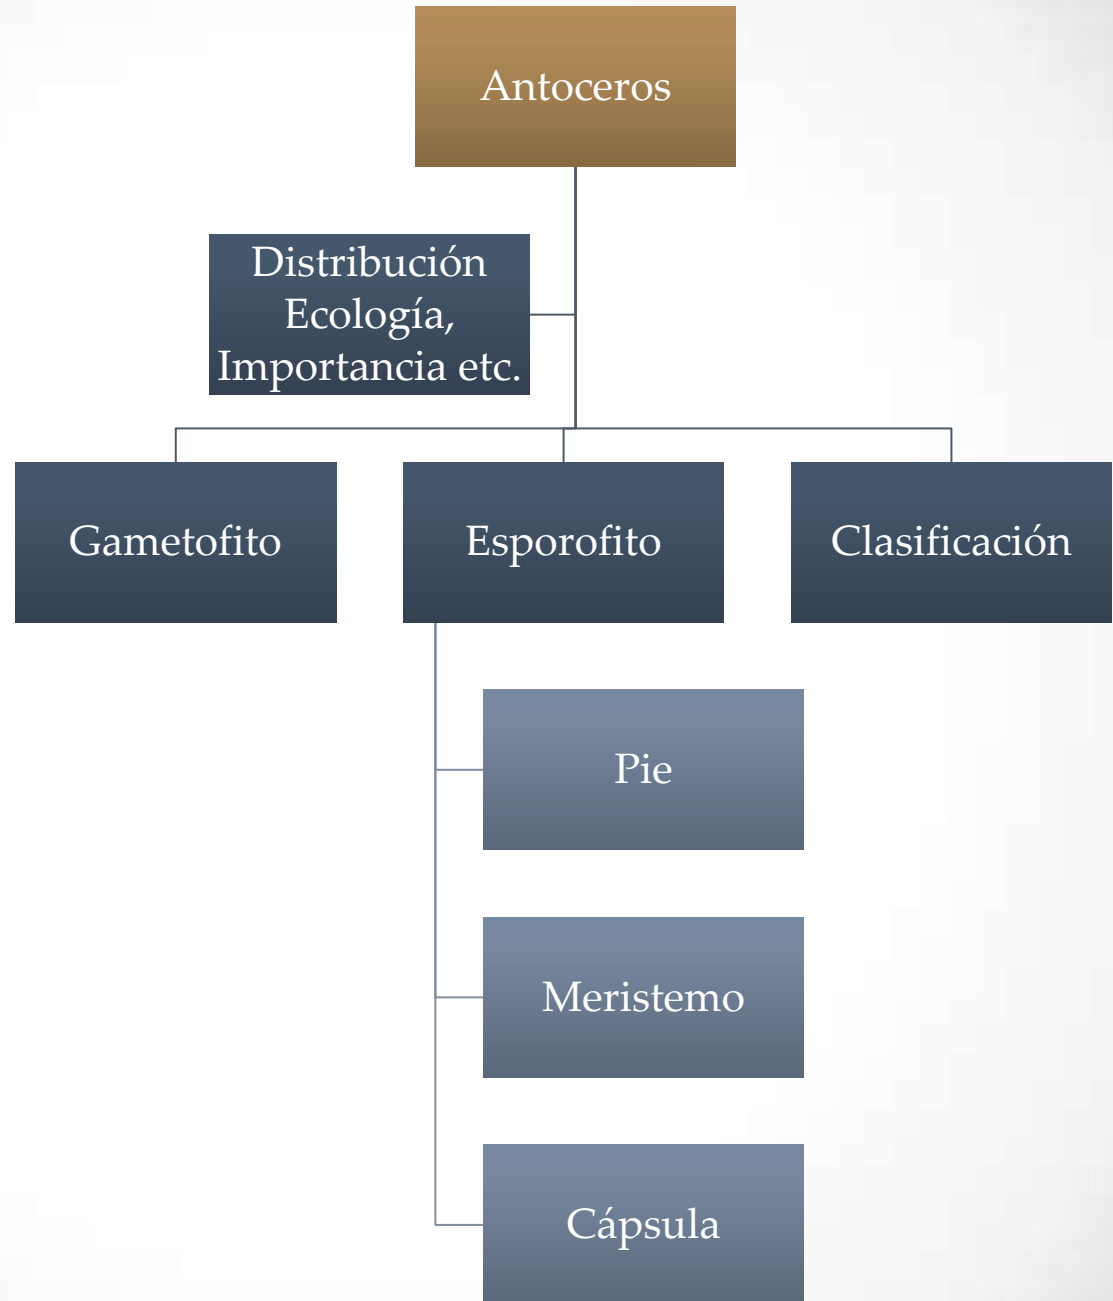 Antoceros
Distribución
Ecología,
Importancia etc.
Gametofito
Esporofito
Clasificación
Pie
Meristemo
Cápsula